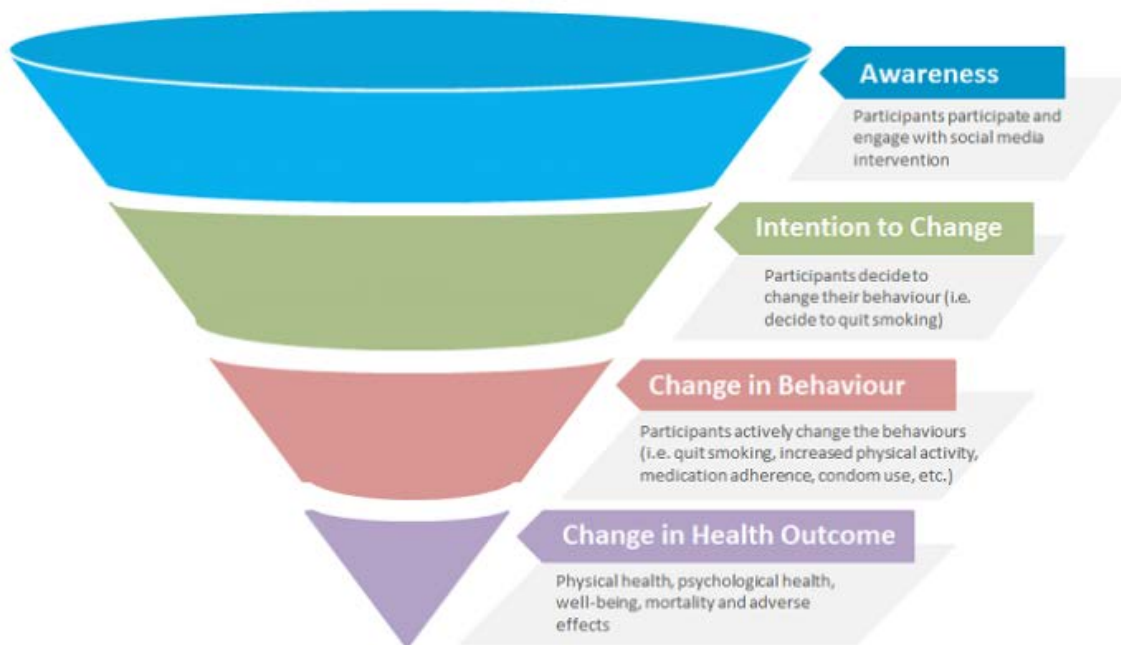 Awareness
Participants participate and
engage with social media
intervention
Intention to Change
Participants decide to
change their behaviour (i.e.
decide to quit smoking)
Change in Behaviour
Participants actively change the behaviours
(i.e. quit smoking, increased physical activity,
medication adherence, condom use, etc.)
Change in Health Outcome
Physical health, psychological health,
well-being, mortality and adverse
effects